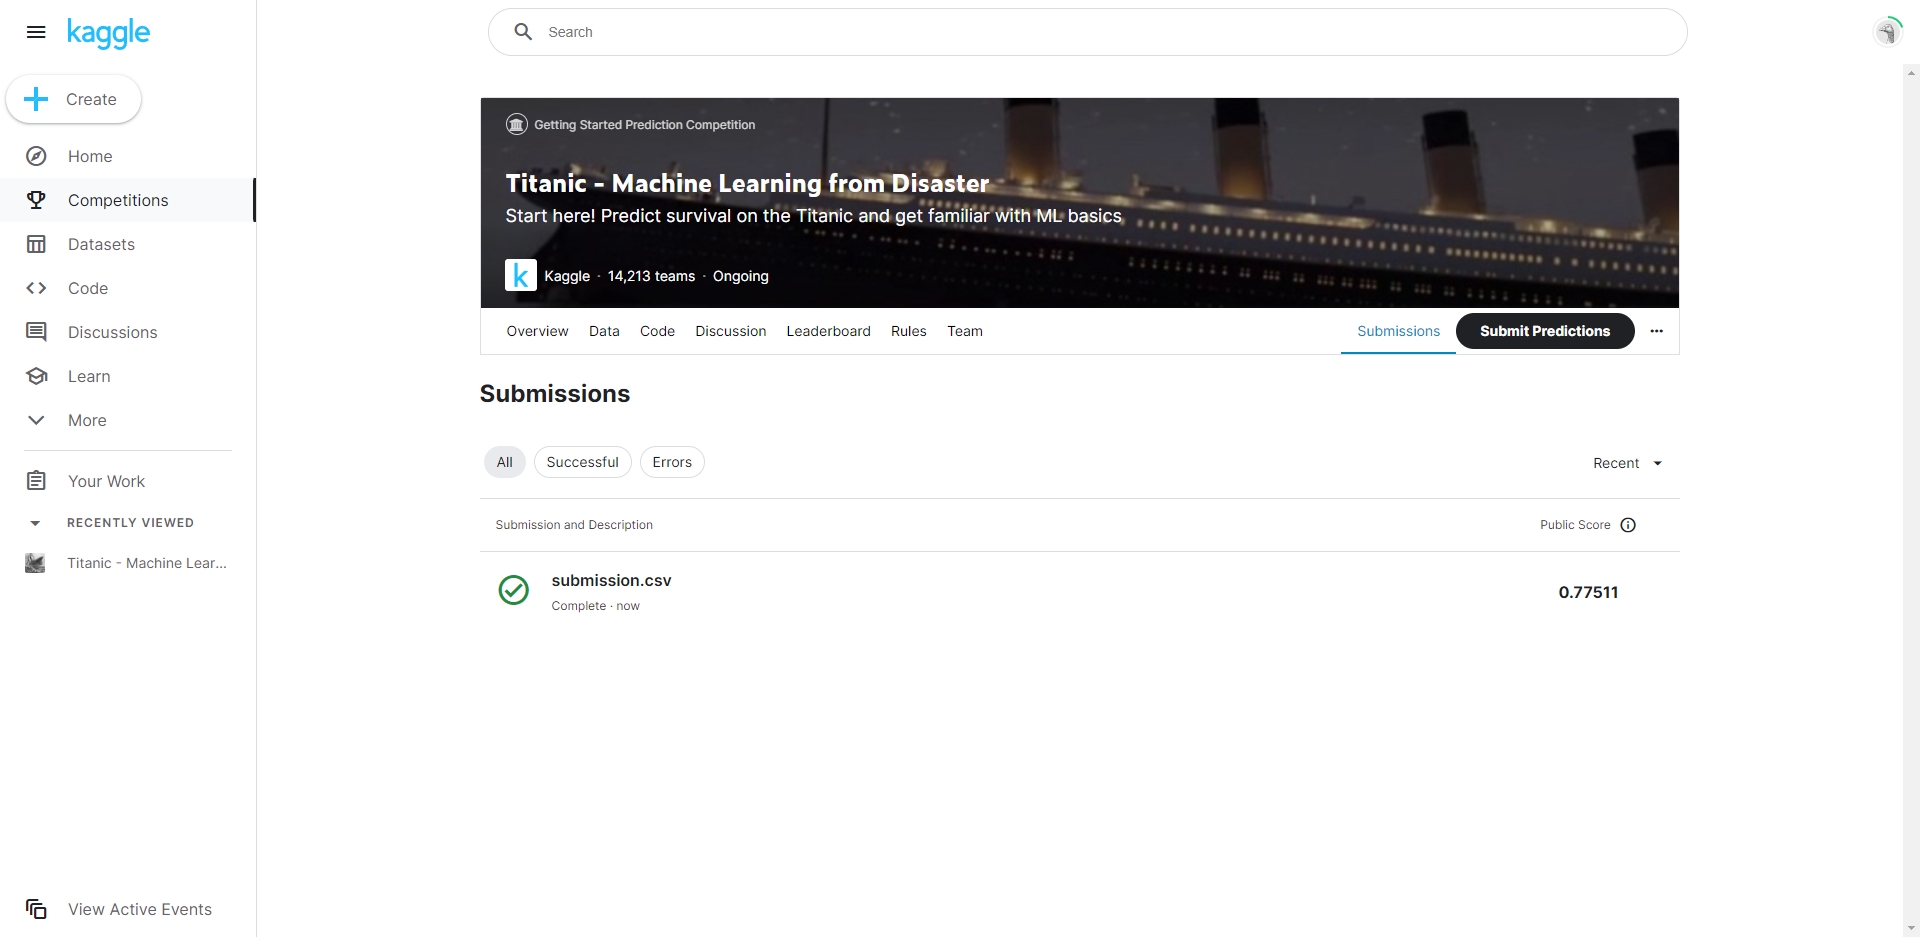 kaggle
Search
Create
Home
Competitions
Datasets
Code
Discussions
Learn
More
Your Work
RECENTLY VIEWED
Titanic - Machine Lear...
View Active Events
Getting Started Prediction Competition
Titanic - Machine Learning from Disaster
Start here! Predict survival on the Titanic and get familiar with ML basics
k Kaggle · 14,213 teams · Ongoing
Overview Data Code Discussion Leaderboard Rules Team Submissions Submit Predictions ...
Submissions
All Successful Errors Recent
Submission and Description Public Score
submission.csv
Complete · now
0.77511